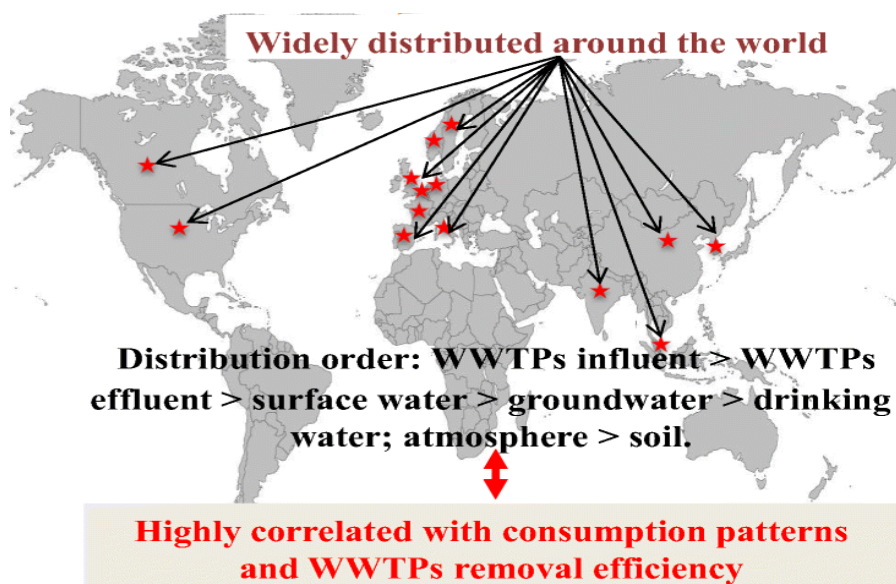 Widely distributed around the world
Distribution order: WWTPs influent > WWTPs
effluent > surface water > groundwater > drinking
water; atmosphere > soil.
Highly correlated with consumption patterns
and WWTPs removal efficiency